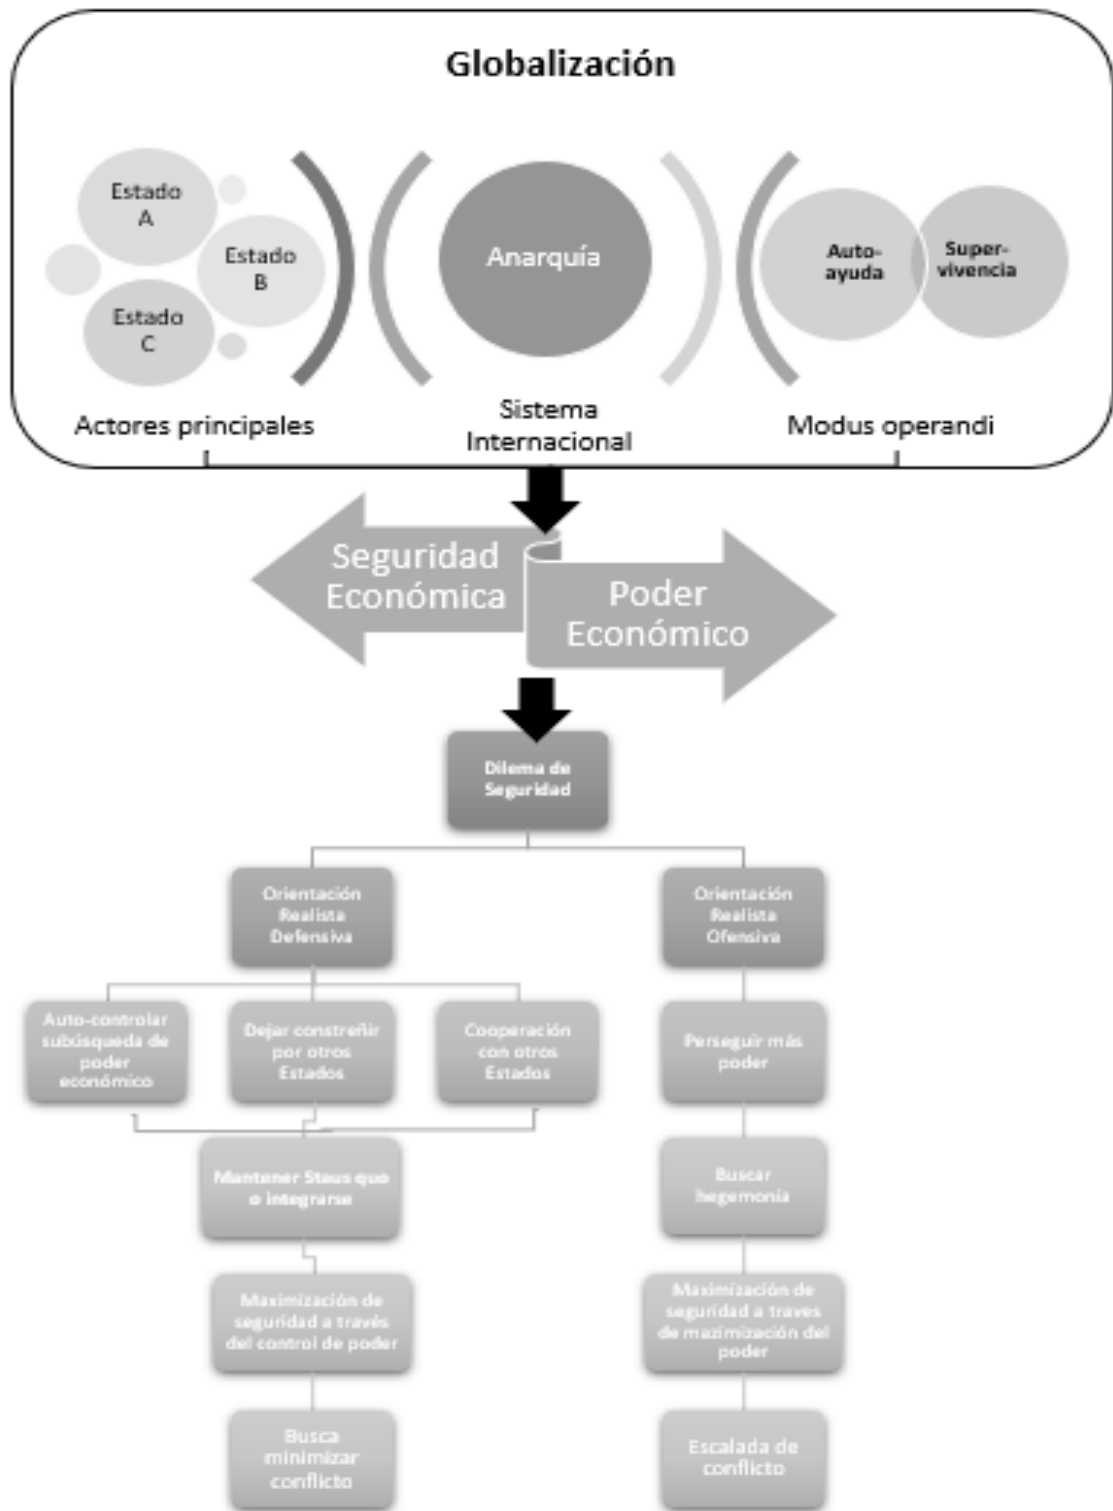 Globalización
Estado
A
Estado
B
Estado
C
Anarquía
Auto-
ayuda
Super-
vivencia
Actores principales
Sistema
Internacional
Modus operandi
Seguridad
Económica
Poder
Económico
Dilema de
Seguridad
Orientación
Realista
Defensiva
Orientación
Realista
Ofensiva
Auto-controlar
subúsqueda de
poder
económico
Dejar constreñir
por otros
Estados
Cooperación
con otros
Estados
Perseguir más
poder
Mantener Staus quo
o integrarse
Buscar
hegemonía
Maximización de
seguridad a través
del control de poder
Maximización de
seguridad a traves
de mazimización del
poder
Busca
minimizar
conflicto
Escalada de
conflicto